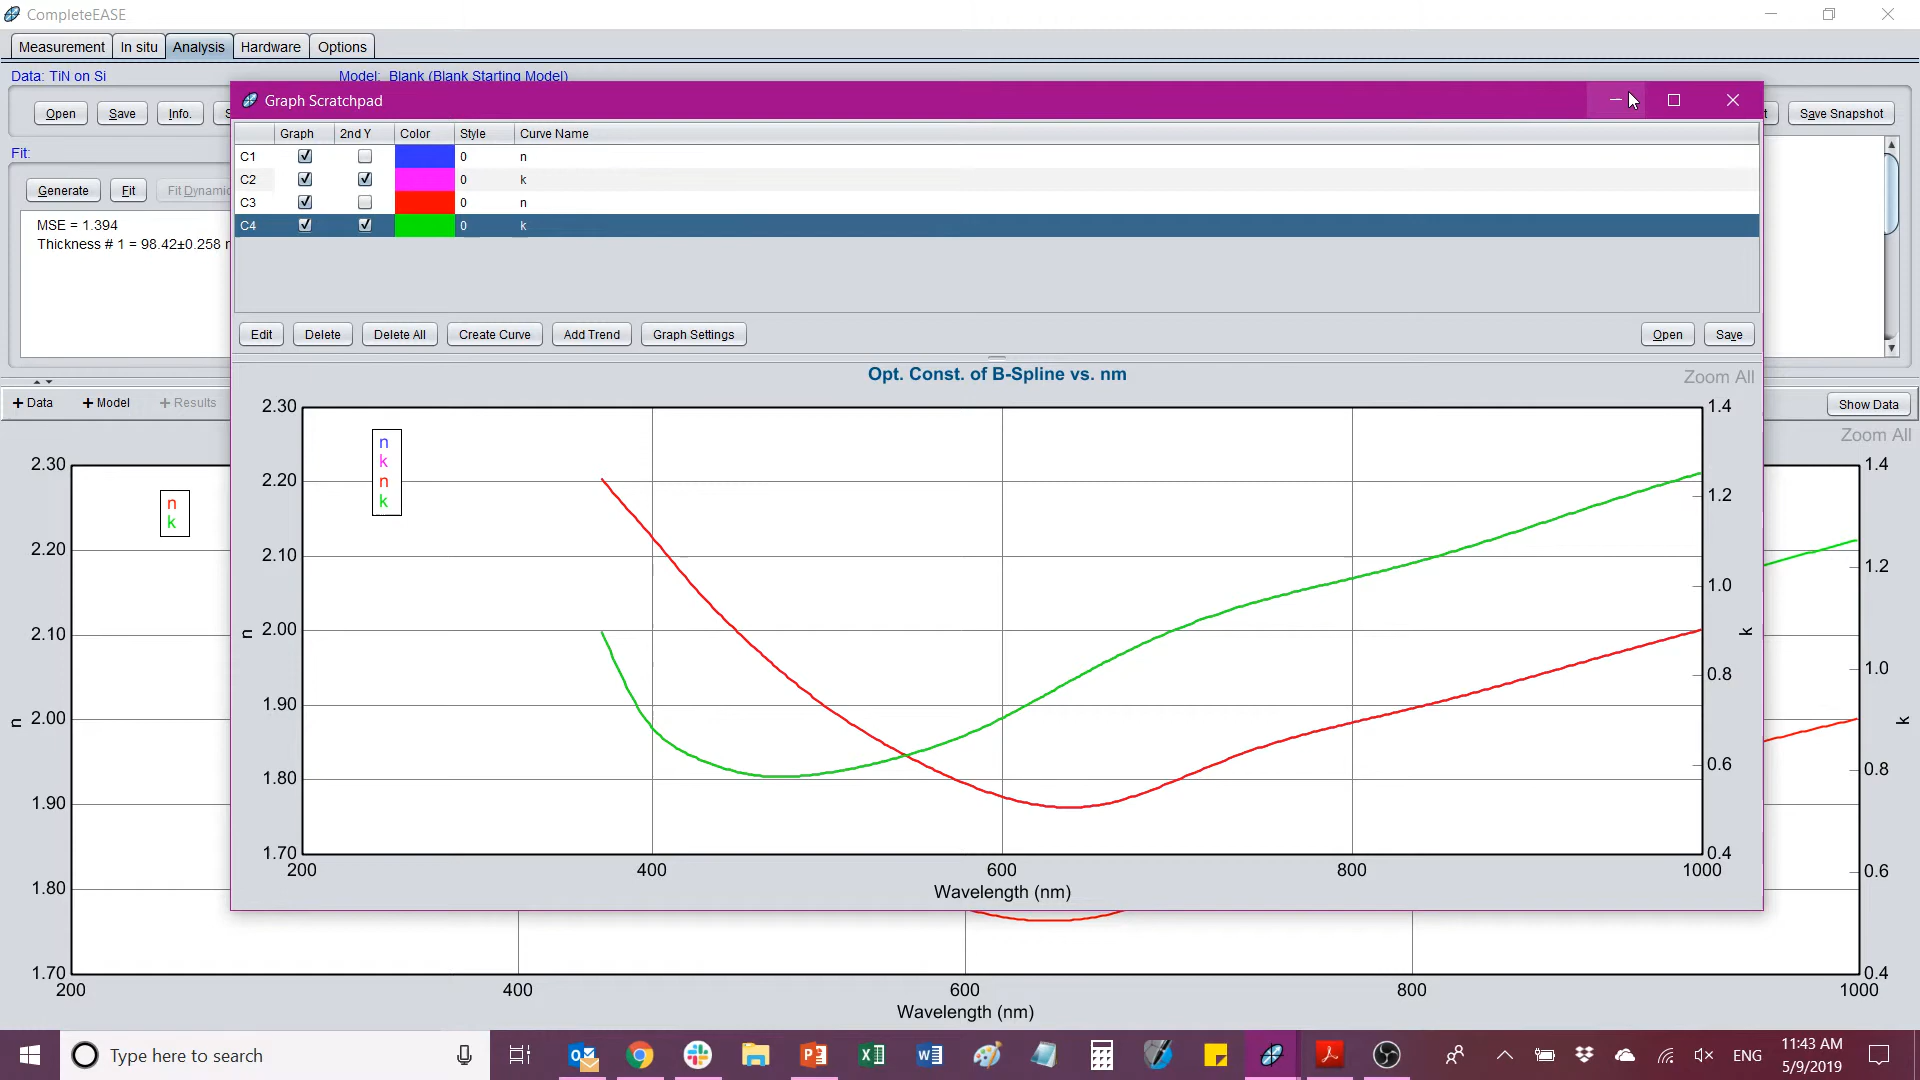 CompleteEASE
Measurement In situ Analysis Hardware Options
Data: TiN on Si
Model: Blank (Blank Starting Model)
Open Save Info.
Save Snapshot
Fit:
Generate Fit Fit Dynamic
MSE = 1.394
Thickness # 1 = 98.42±0.258
+ Data + Model + Results
Show Data
Zoom All
Graph Scratchpad
Graph 2nd Y Color Style Curve Name
C1 0 n
C2 0 k
C3 0 n
C4 0 k
Edit Delete Delete All Create Curve Add Trend Graph Settings Open Save
Opt. Const. of B-Spline vs. nm
Zoom All
2.30
2.20
2.10
2.00
1.90
1.80
1.70
n
n
k
n
k
1.4
1.2
1.0
0.8
0.6
0.4
k
200 400 600 800 1000
Wavelength (nm)
2.30
2.20
2.10
2.00
1.90
1.80
1.70
n
n
k
1.4
1.2
1.0
0.8
0.6
0.4
k
200 400 600 800 1000
Wavelength (nm)
Type here to search
ENG
11:43 AM
5/9/2019